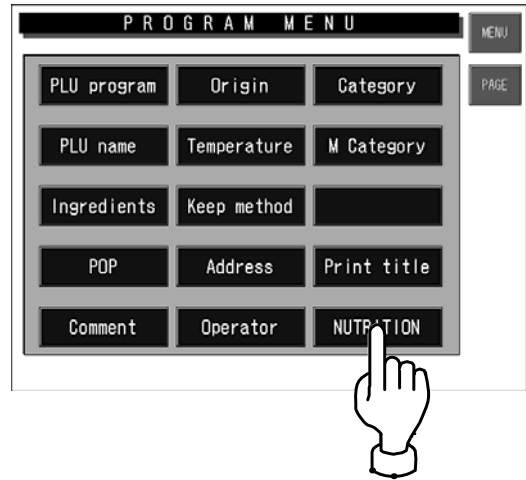 PROGRAM MENU
MENU
PLU program Origin Category
PAGE
PLU name Temperature M Category
Ingredients Keep method
POP Address Print title
Comment Operator NUTRITION